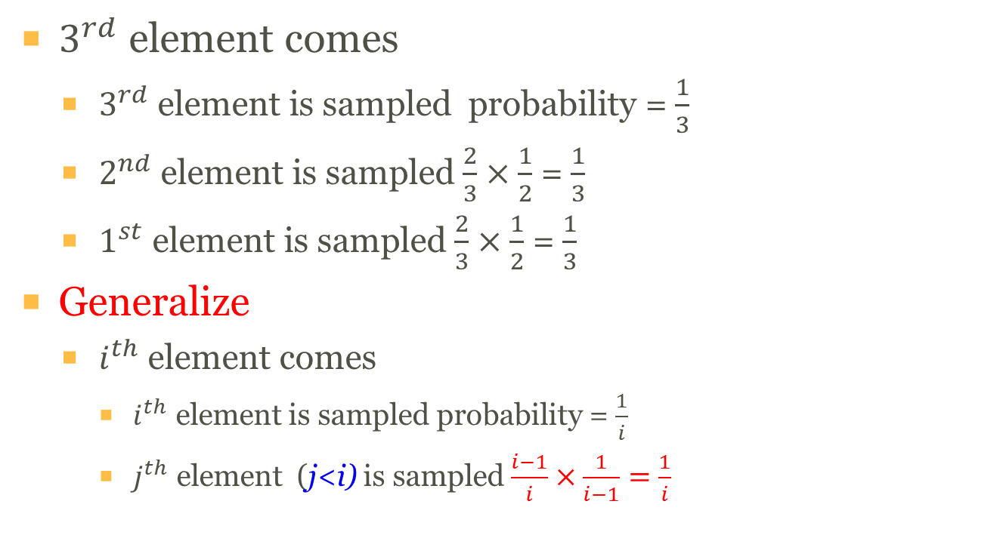 ▪ 3^{rd} element comes
▪ 3^{rd} element is sampled probability = \frac{1}{3}
▪ 2^{nd} element is sampled \frac{2}{3} × \frac{1}{2} = \frac{1}{3}
▪ 1^{st} element is sampled \frac{2}{3} × \frac{1}{2} = \frac{1}{3}
▪ Generalize
▪ i^{th} element comes
▪ i^{th} element is sampled probability = \frac{1}{i}
▪ j^{th} element (j<i) is sampled \frac{i-1}{i} × \frac{1}{i-1} = \frac{1}{i}